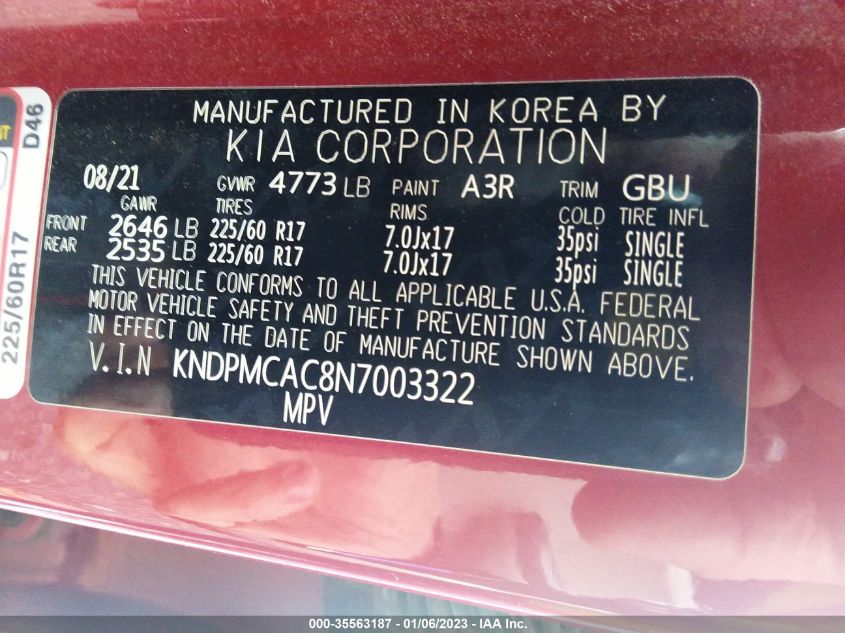 MANUFACTURED IN KOREA BY
KIA CORPORATION
08/21 GVWR 4773 LB PAINT A3R TRIM GBU
GAWR TIRES RIMS COLD TIRE INFL
FRONT 2646 LB 225/60 R17 7.0Jx17 35psi SINGLE
REAR 2535 LB 225/60 R17 7.0Jx17 35psi SINGLE
THIS VEHICLE CONFORMS TO ALL APPLICABLE U.S.A. FEDERAL
MOTOR VEHICLE SAFETY AND THEFT PREVENTION STANDARDS
IN EFFECT ON THE DATE OF MANUFACTURE SHOWN ABOVE.
V.I.N KNDPMCAC8N7003322
MPV
225/60R17 D46
000-35563187 - 01/06/2023 - IAA Inc.